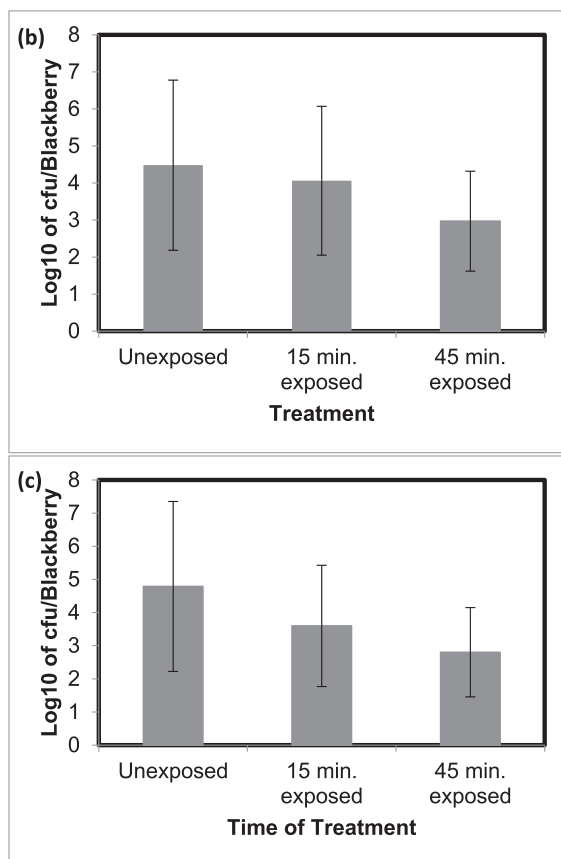 (b)
Log10 of cfu/Blackberry
8
7
6
5
4
3
2
1
0
Unexposed
15 min.
exposed
45 min.
exposed
Treatment
(c)
Log10 of cfu/Blackberry
8
7
6
5
4
3
2
1
0
Unexposed
15 min.
exposed
45 min.
exposed
Time of Treatment